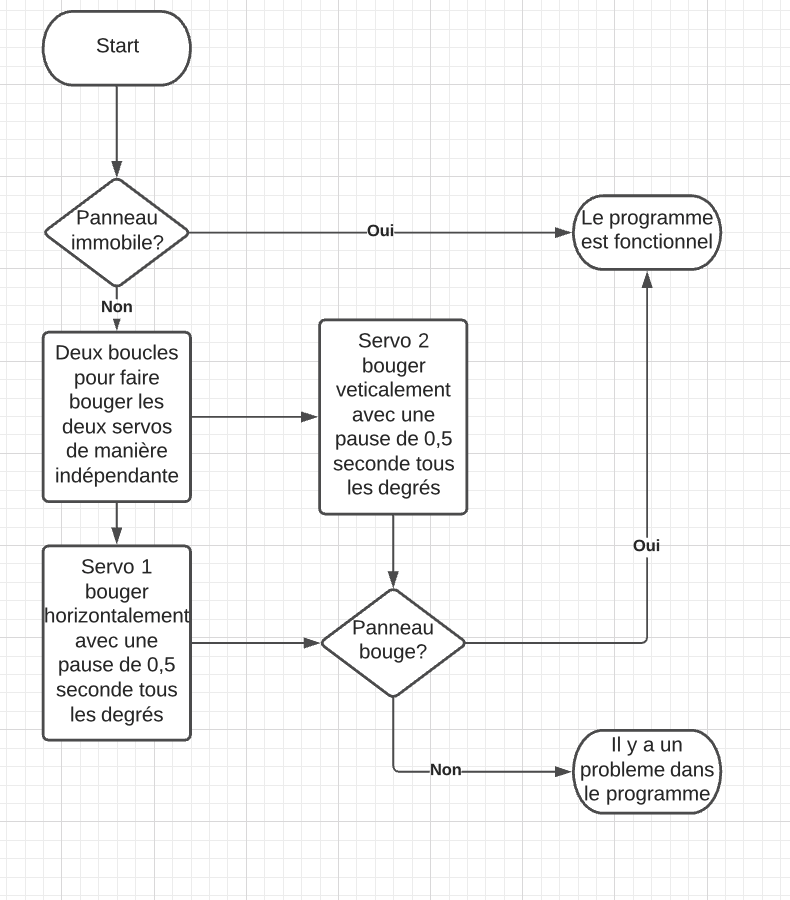 Start
Panneau
immobile?
Oui
Le programme
est fonctionnel
Non
Deux boucles
pour faire
bouger les
deux servos
de manière
indépendante
Servo 2
bouger
veticalement
avec une
pause de 0,5
seconde tous
les degrés
Servo 1
bouger
horizontalement
avec une
pause de 0,5
seconde tous
les degrés
Panneau
bouge?
Oui
Non
Il y a un
probleme dans
le programme